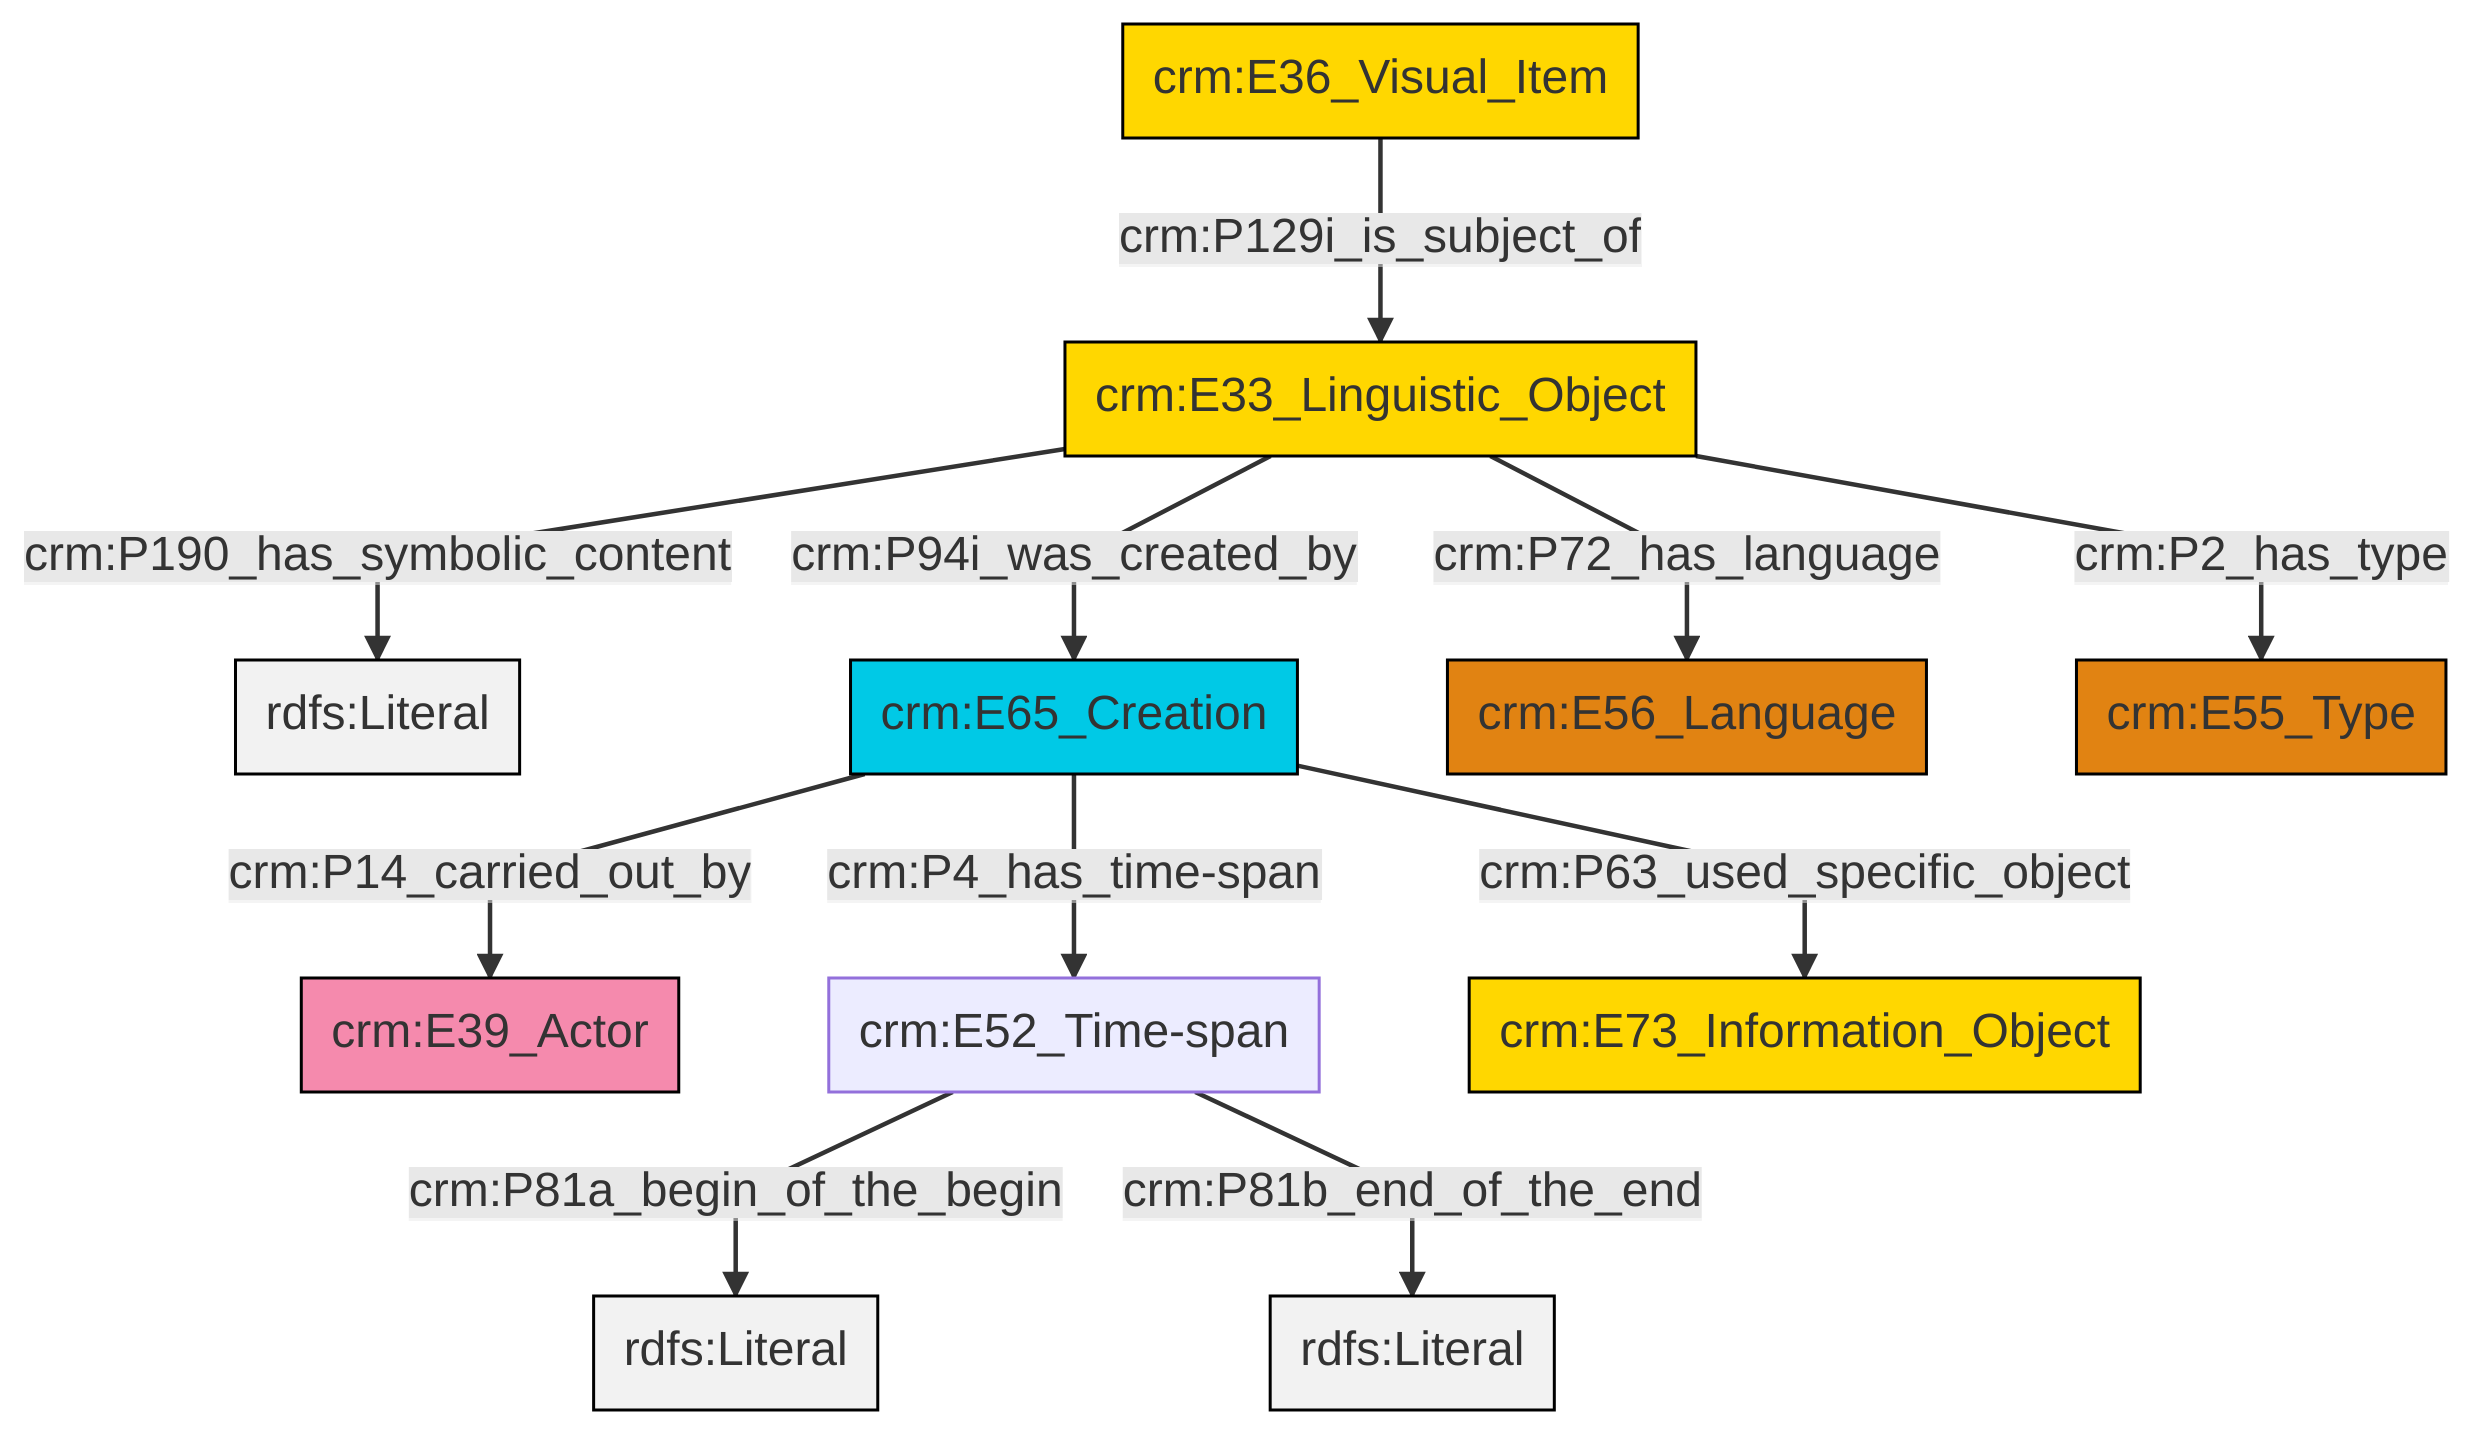 crm:E36_Visual_Item
crm:P129i_is_subject_of
crm:E33_Linguistic_Object
crm:P190_has_symbolic_content
crm:P94i_was_created_by
crm:P72_has_language
crm:P2_has_type
rdfs:Literal
crm:E65_Creation
crm:E56_Language
crm:E55_Type
crm:P14_carried_out_by
crm:P4_has_time-span
crm:P63_used_specific_object
crm:E39_Actor
crm:E52_Time-span
crm:E73_Information_Object
crm:P81a_begin_of_the_begin
crm:P81b_end_of_the_end
rdfs:Literal
rdfs:Literal